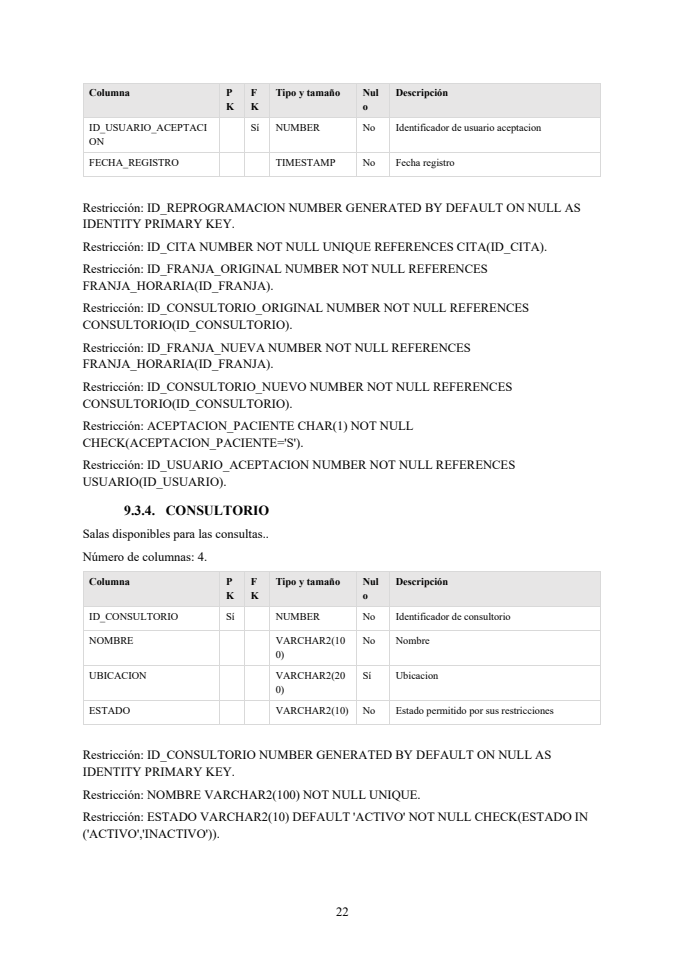 Columna P K F K Tipo y tamaño Nul o Descripción
ID_USUARIO_ACEPTACI ON Sí NUMBER No Identificador de usuario aceptacion
FECHA_REGISTRO TIMESTAMP No Fecha registro
Restricción: ID_REPROGRAMACION NUMBER GENERATED BY DEFAULT ON NULL AS
IDENTITY PRIMARY KEY.
Restricción: ID_CITA NUMBER NOT NULL UNIQUE REFERENCES CITA(ID_CITA).
Restricción: ID_FRANJA_ORIGINAL NUMBER NOT NULL REFERENCES
FRANJA_HORARIA(ID_FRANJA).
Restricción: ID_CONSULTORIO_ORIGINAL NUMBER NOT NULL REFERENCES
CONSULTORIO(ID_CONSULTORIO).
Restricción: ID_FRANJA_NUEVA NUMBER NOT NULL REFERENCES
FRANJA_HORARIA(ID_FRANJA).
Restricción: ID_CONSULTORIO_NUEVO NUMBER NOT NULL REFERENCES
CONSULTORIO(ID_CONSULTORIO).
Restricción: ACEPTACION_PACIENTE CHAR(1) NOT NULL
CHECK(ACEPTACION_PACIENTE='S').
Restricción: ID_USUARIO_ACEPTACION NUMBER NOT NULL REFERENCES
USUARIO(ID_USUARIO).
9.3.4. CONSULTORIO
Salas disponibles para las consultas..
Número de columnas: 4.
Columna P K F K Tipo y tamaño Nul o Descripción
ID_CONSULTORIO Sí NUMBER No Identificador de consultorio
NOMBRE VARCHAR2(10 0) No Nombre
UBICACION VARCHAR2(20 0) Sí Ubicacion
ESTADO VARCHAR2(10) No Estado permitido por sus restricciones
Restricción: ID_CONSULTORIO NUMBER GENERATED BY DEFAULT ON NULL AS
IDENTITY PRIMARY KEY.
Restricción: NOMBRE VARCHAR2(100) NOT NULL UNIQUE.
Restricción: ESTADO VARCHAR2(10) DEFAULT 'ACTIVO' NOT NULL CHECK(ESTADO IN
('ACTIVO','INACTIVO')).
22